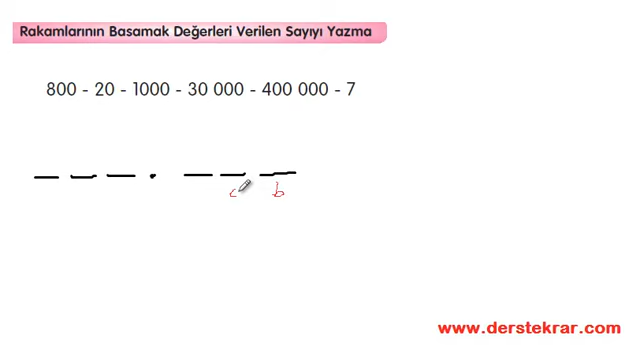 Rakamlarının Basamak Değerleri Verilen Sayıyı Yazma
800 - 20 - 1000 - 30 000 - 400 000 - 7
b
www.derstekrar.com